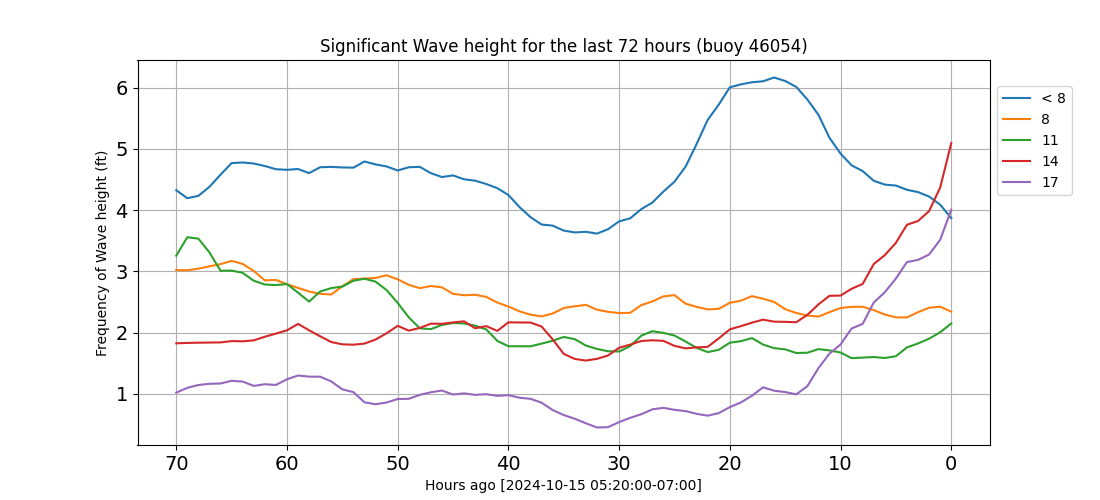 Significant Wave height for the last 72 hours (buoy 46054)
Frequency of Wave height (ft)
6
5
4
3
2
1
70 60 50 40 30 20 10 0
Hours ago [2024-10-15 05:20:00-07:00]
< 8
8
11
14
17